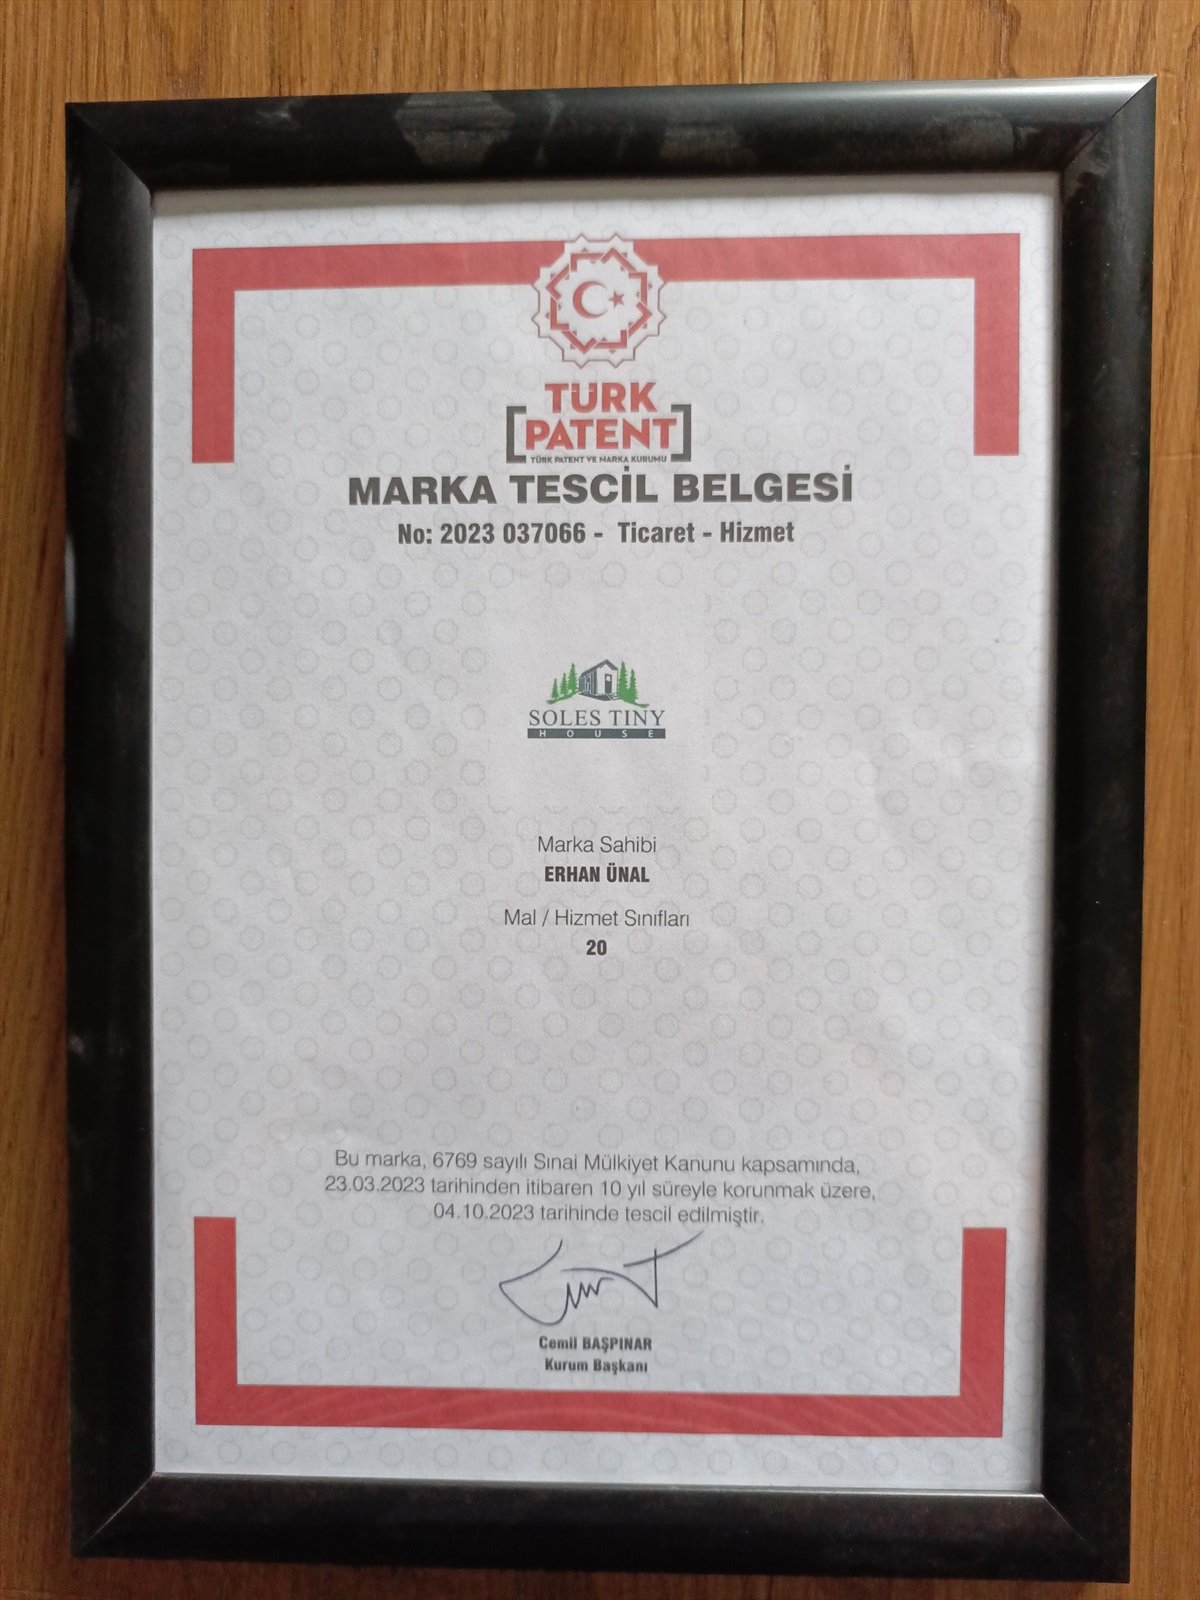 TÜRK
PATENT
TÜRK PATENT VE MARKA KURUMU
MARKA TESCİL BELGESİ
No: 2023 037066 - Ticaret - Hizmet
SOLES TINY
HOUSE
Marka Sahibi
ERHAN ÜNAL
Mal / Hizmet Sınıfları
20
Bu marka, 6769 sayılı Sınai Mülkiyet Kanunu kapsamında,
23.03.2023 tarihinden itibaren 10 yıl süreyle korunmak üzere,
04.10.2023 tarihinde tescil edilmiştir.
Cemil BAŞPINAR
Kurum Başkanı